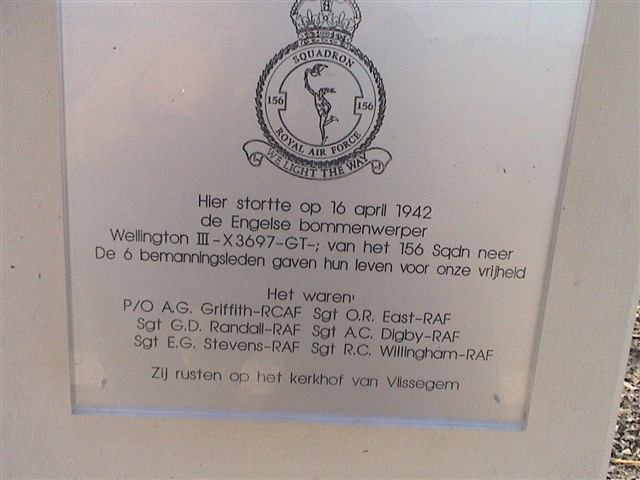 SQUADRON
156 156
ROYAL AIR FORCE
WE LIGHT THE WAY
Hier stortte op 16 april 1942
de Engelse bommenwerper
Wellington III-X3697-GT-; van het 156 Sqdn neer
De 6 bemanningsleden gaven hun leven voor onze vrijheid
Het waren'
P/O A.G. Griffith-RCAF Sgt O.R. East-RAF
Sgt G.D. Randall-RAF Sgt A.C. Digby-RAF
Sgt E.G. Stevens-RAF Sgt R.C. Willingham-RAF
Zij rusten op het kerkhof van Vlissegem